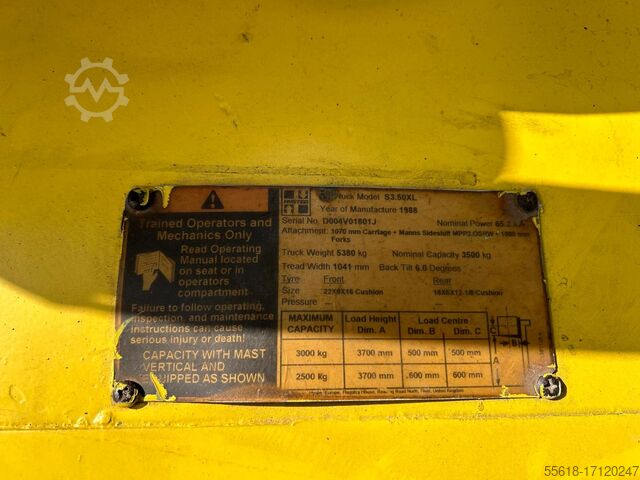 Trained Operators and
Mechanics Only
Read Operating
Manual located
on seat or in
operators
compartment
Failure to follow operating,
inspection, and maintenance
instructions can cause
serious injury or death!
CAPACITY WITH MAST
VERTICAL AND
EQUIPPED AS SHOWN
HYSTER
Truck Model S3.50XL
Year of Manufacture 1988
Serial No. D004V01801J Nominal Power
Attachment: 1070 mm Carriage + Manns Sideshift
Forks
Truck Weight 5380 kg Nominal Capacity 3500 kg
Tread Width 1041 mm Back Tilt 6.0 Degrees
Tyre Front Rear
Size 22X8X16 Cushion Cushion
Pressure — —
MAXIMUM CAPACITY Load Height Dim. A Load Centre Dim. B Dim. C
3000 kg 3700 mm 500 mm 500 mm
2500 kg 3700 mm 600 mm 600 mm
C
B
A
55618-17120247